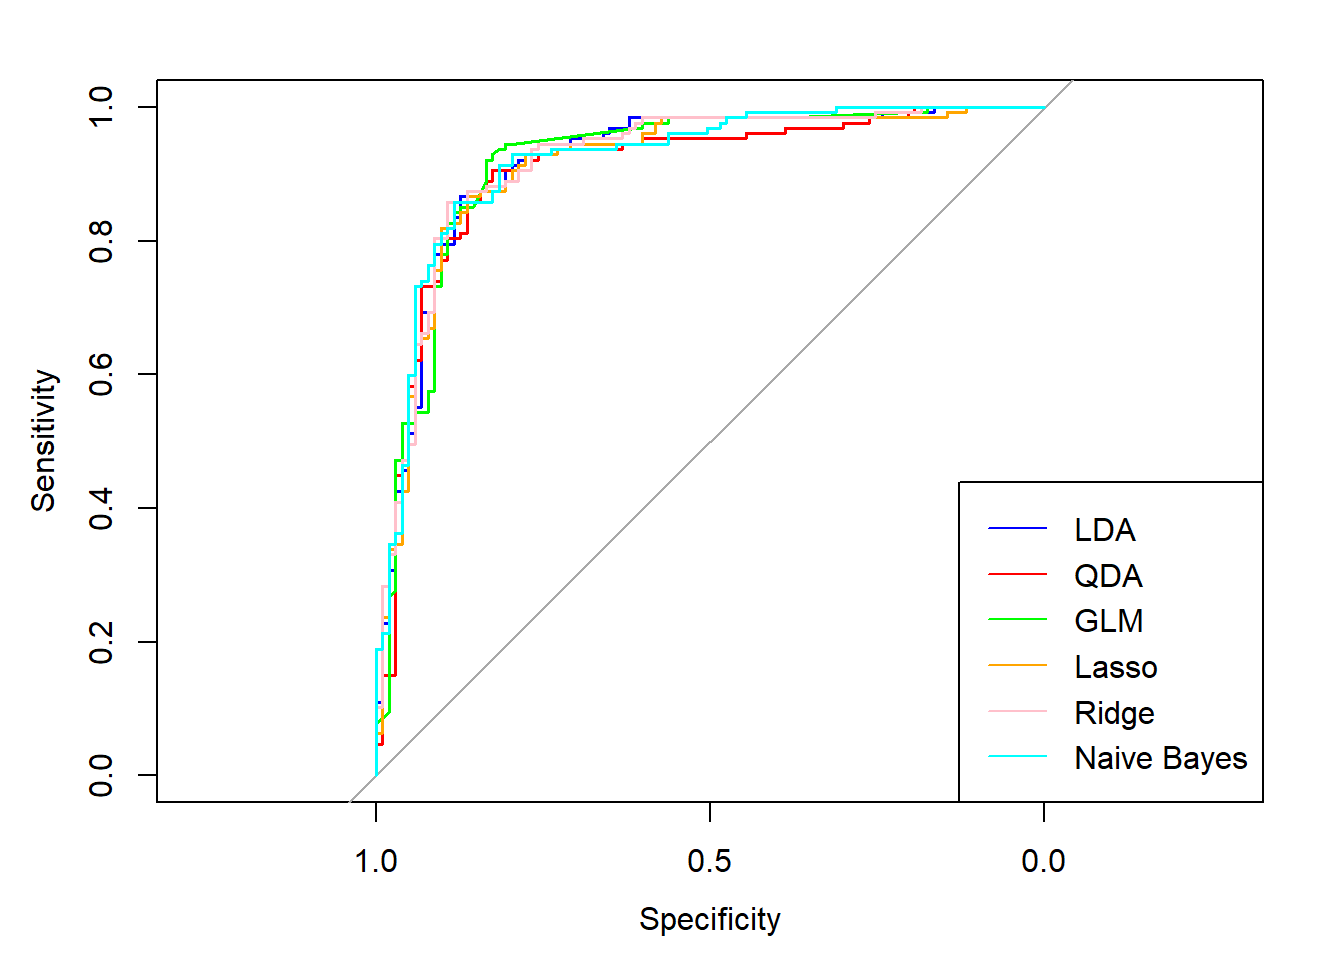 1.0
0.8
0.6
0.4
0.2
0.0
Sensitivity
LDA
QDA
GLM
Lasso
Ridge
Naive Bayes
1.0 0.5 0.0
Specificity